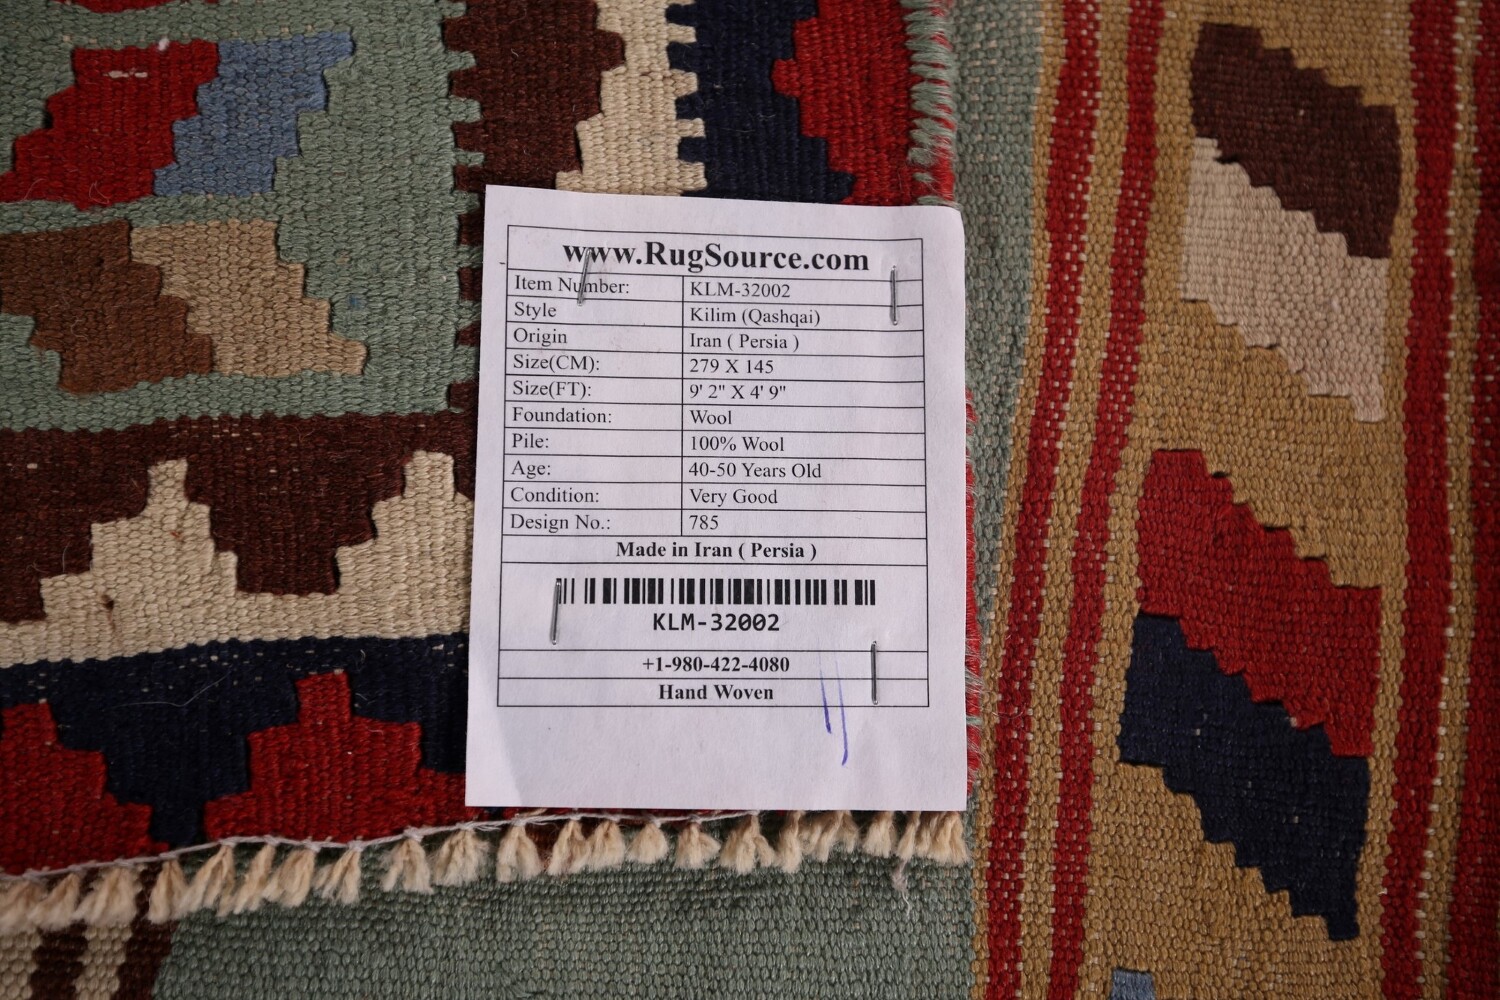 www.RugSource.com
Item Number: KLM-32002
Style Kilim (Qashqai)
Origin Iran ( Persia )
Size(CM): 279 X 145
Size(FT): 9' 2" X 4' 9"
Foundation: Wool
Pile: 100% Wool
Age: 40-50 Years Old
Condition: Very Good
Design No.: 785
Made in Iran ( Persia )
KLM-32002
+1-980-422-4080
Hand Woven